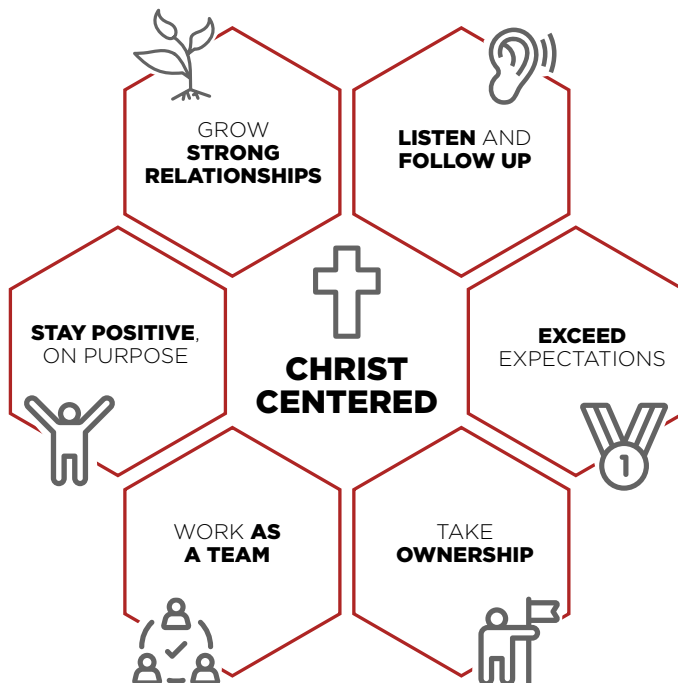 GROW
STRONG
RELATIONSHIPS
LISTEN AND
FOLLOW UP
STAY POSITIVE,
ON PURPOSE
CHRIST
CENTERED
EXCEED
EXPECTATIONS
1
WORK AS
A TEAM
TAKE
OWNERSHIP